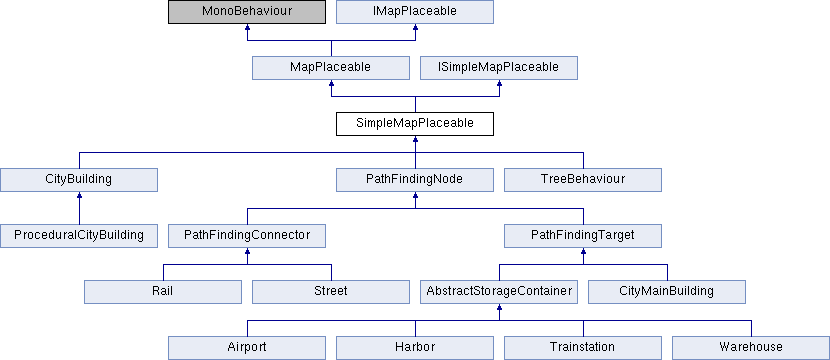 MonoBehaviour
IMapPlaceable
MapPlaceable
ISimpleMapPlaceable
SimpleMapPlaceable
CityBuilding
PathFindingNode
TreeBehaviour
ProceduralCityBuilding
PathFindingConnector
PathFindingTarget
Rail
Street
AbstractStorageContainer
CityMainBuilding
Airport
Harbor
Trainstation
Warehouse